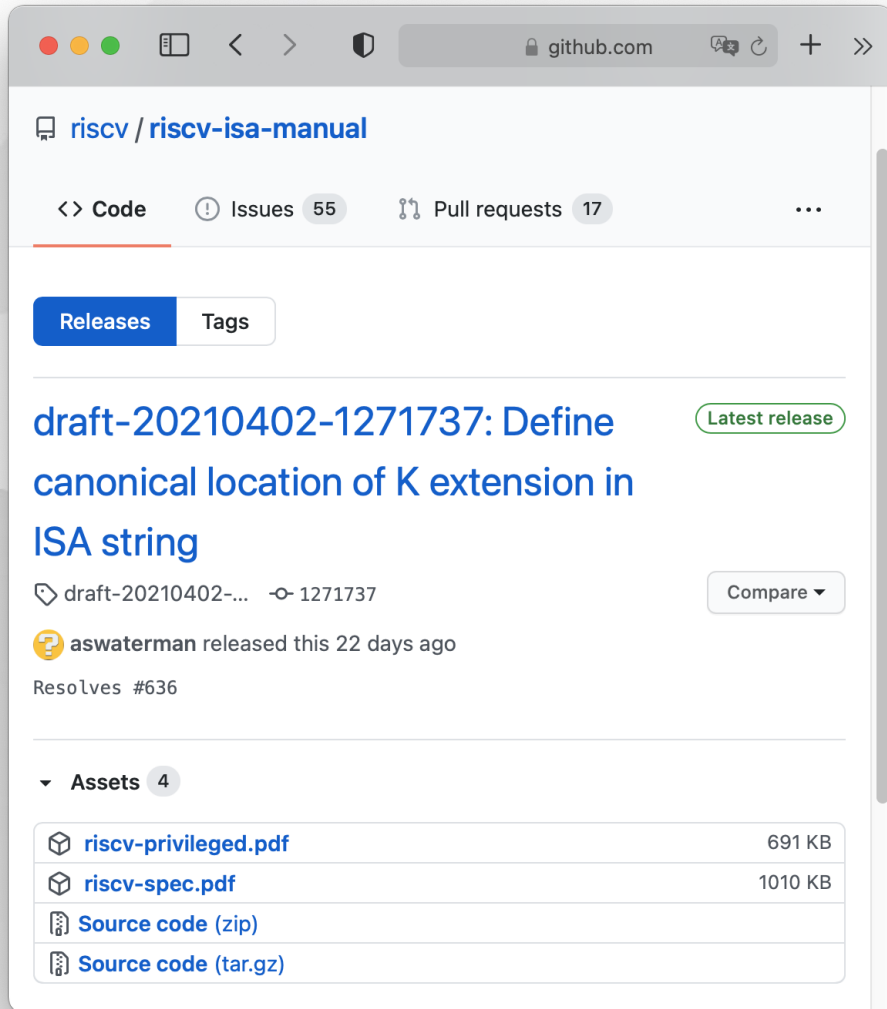 github.com
riscv / riscv-isa-manual
Code Issues 55 Pull requests 17 ...
Releases Tags
draft-20210402-1271737: Define
canonical location of K extension in
ISA string
Latest release
draft-20210402-... 1271737
Compare
aswaterman released this 22 days ago
Resolves #636
Assets 4
riscv-privileged.pdf 691 KB
riscv-spec.pdf 1010 KB
Source code (zip)
Source code (tar.gz)